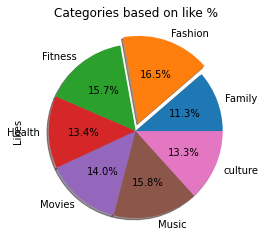 Categories based on like %
Fashion
Fitness
16.5%
15.7%
Family
11.3%
Health
Likes
13.4%
13.3%
14.0%
15.8%
culture
Movies
Music